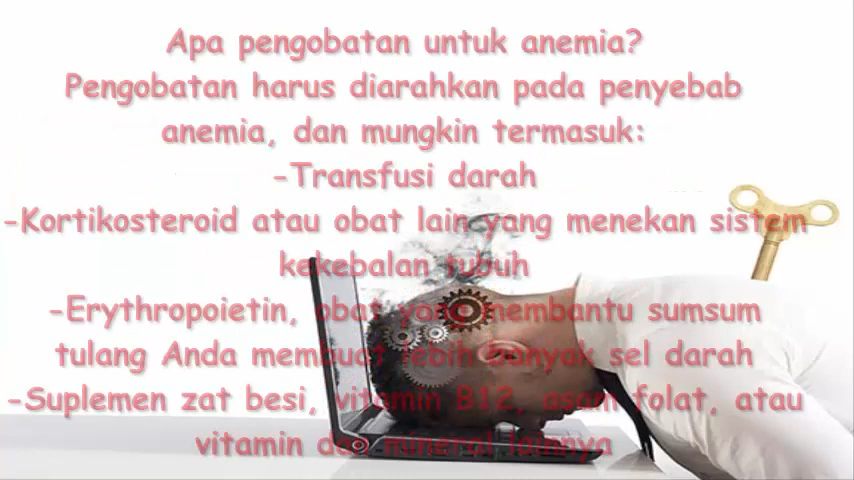 Apa pengobatan untuk anemia?
Pengobatan harus diarahkan pada penyebab
anemia, dan mungkin termasuk:
-Transfusi darah
-Kortikosteroid atau obat lain yang menekan sistem
kekebalan tubuh
-Erythropoietin, obat yang membantu sumsum
tulang Anda membuat lebih banyak sel darah
-Suplemen zat besi, vitamin B12, asam folat, atau
vitamin dan mineral lainnya